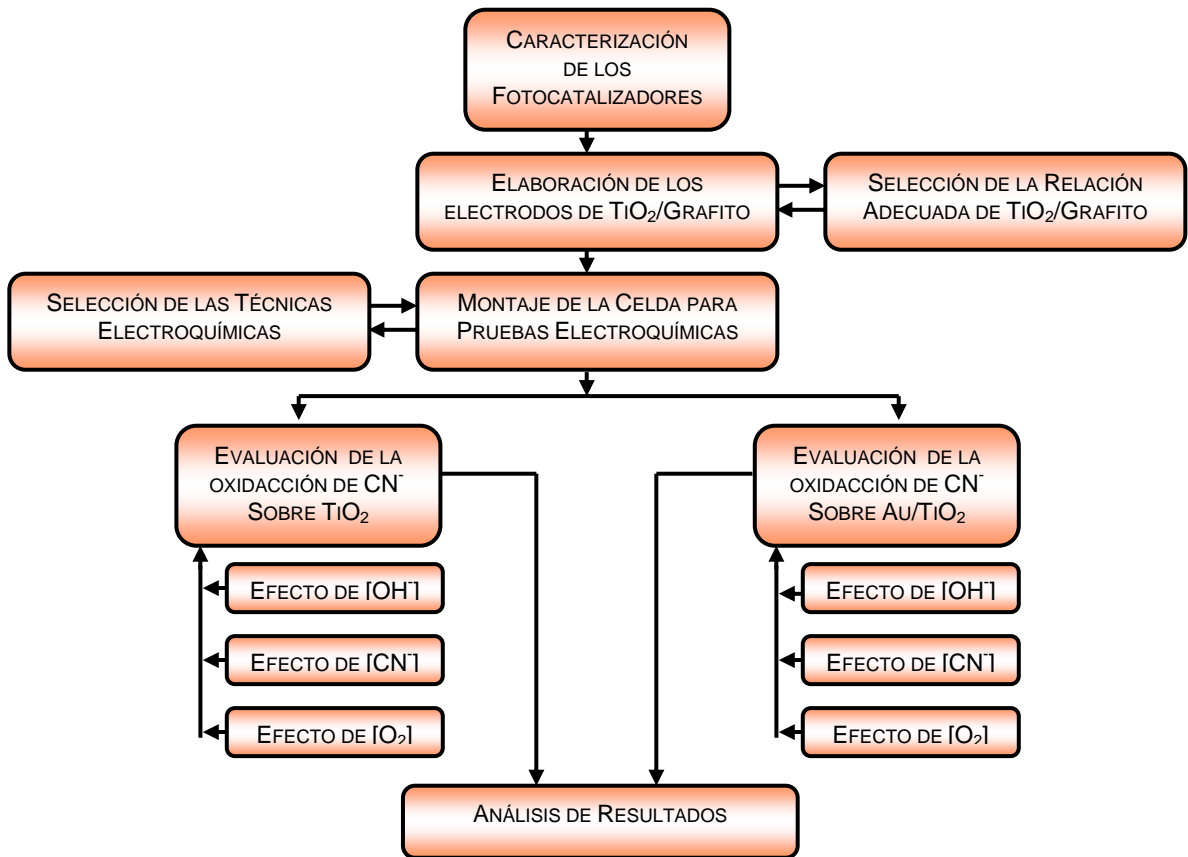 CARACTERIZACIÓN
DE LOS
FOTOCATALIZADORES
ELABORACIÓN DE LOS
ELECTRODOS DE TIO₂/GRAFITO
SELECCIÓN DE LA RELACIÓN
ADECUADA DE TIO₂/GRAFITO
SELECCIÓN DE LAS TÉCNICAS
ELECTROQUÍMICAS
MONTAJE DE LA CELDA PARA
PRUEBAS ELECTROQUÍMICAS
EVALUACIÓN DE LA
OXIDACCIÓN DE CN⁻
SOBRE TIO₂
EVALUACIÓN DE LA
OXIDACCIÓN DE CN⁻
SOBRE AU/TIO₂
EFECTO DE [OH⁻]
EFECTO DE [CN⁻]
EFECTO DE [O₂]
EFECTO DE [OH⁻]
EFECTO DE [CN⁻]
EFECTO DE [O₂]
ANÁLISIS DE RESULTADOS